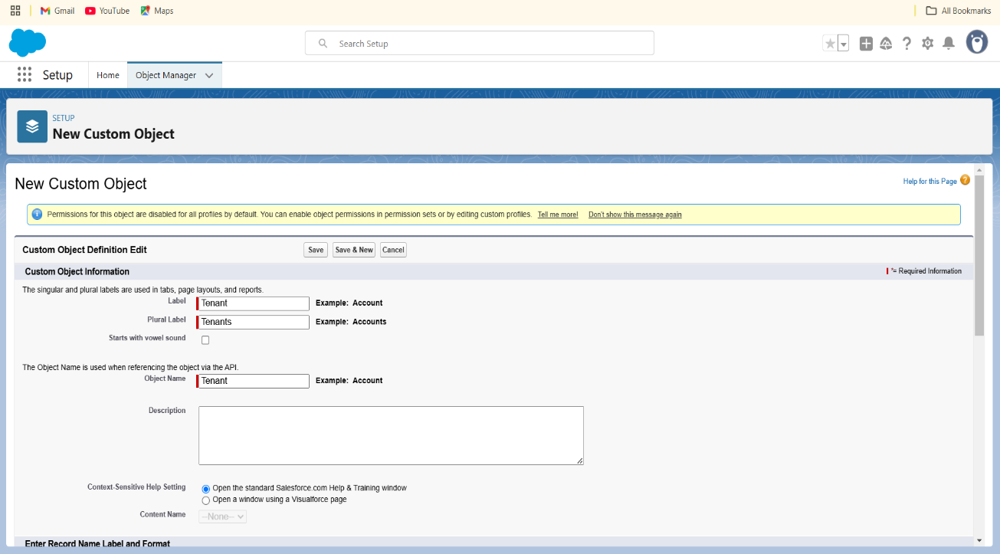 Gmail YouTube Maps All Bookmarks
Search Setup
Setup Home Object Manager
SETUP
New Custom Object
New Custom Object
Help for this Page
Permissions for this object are disabled for all profiles by default. You can enable object permissions in permission sets or by editing custom profiles. Tell me more! Don't show this message again
Custom Object Definition Edit Save Save & New Cancel
Custom Object Information *= Required Information
The singular and plural labels are used in tabs, page layouts, and reports.
Label Tenant Example: Account
Plural Label Tenants Example: Accounts
Starts with vowel sound
The Object Name is used when referencing the object via the API.
Object Name Tenant Example: Account
Description
Context-Sensitive Help Setting Open the standard Salesforce.com Help & Training window
Open a window using a Visualforce page
Content Name --None--
Enter Record Name Label and Format